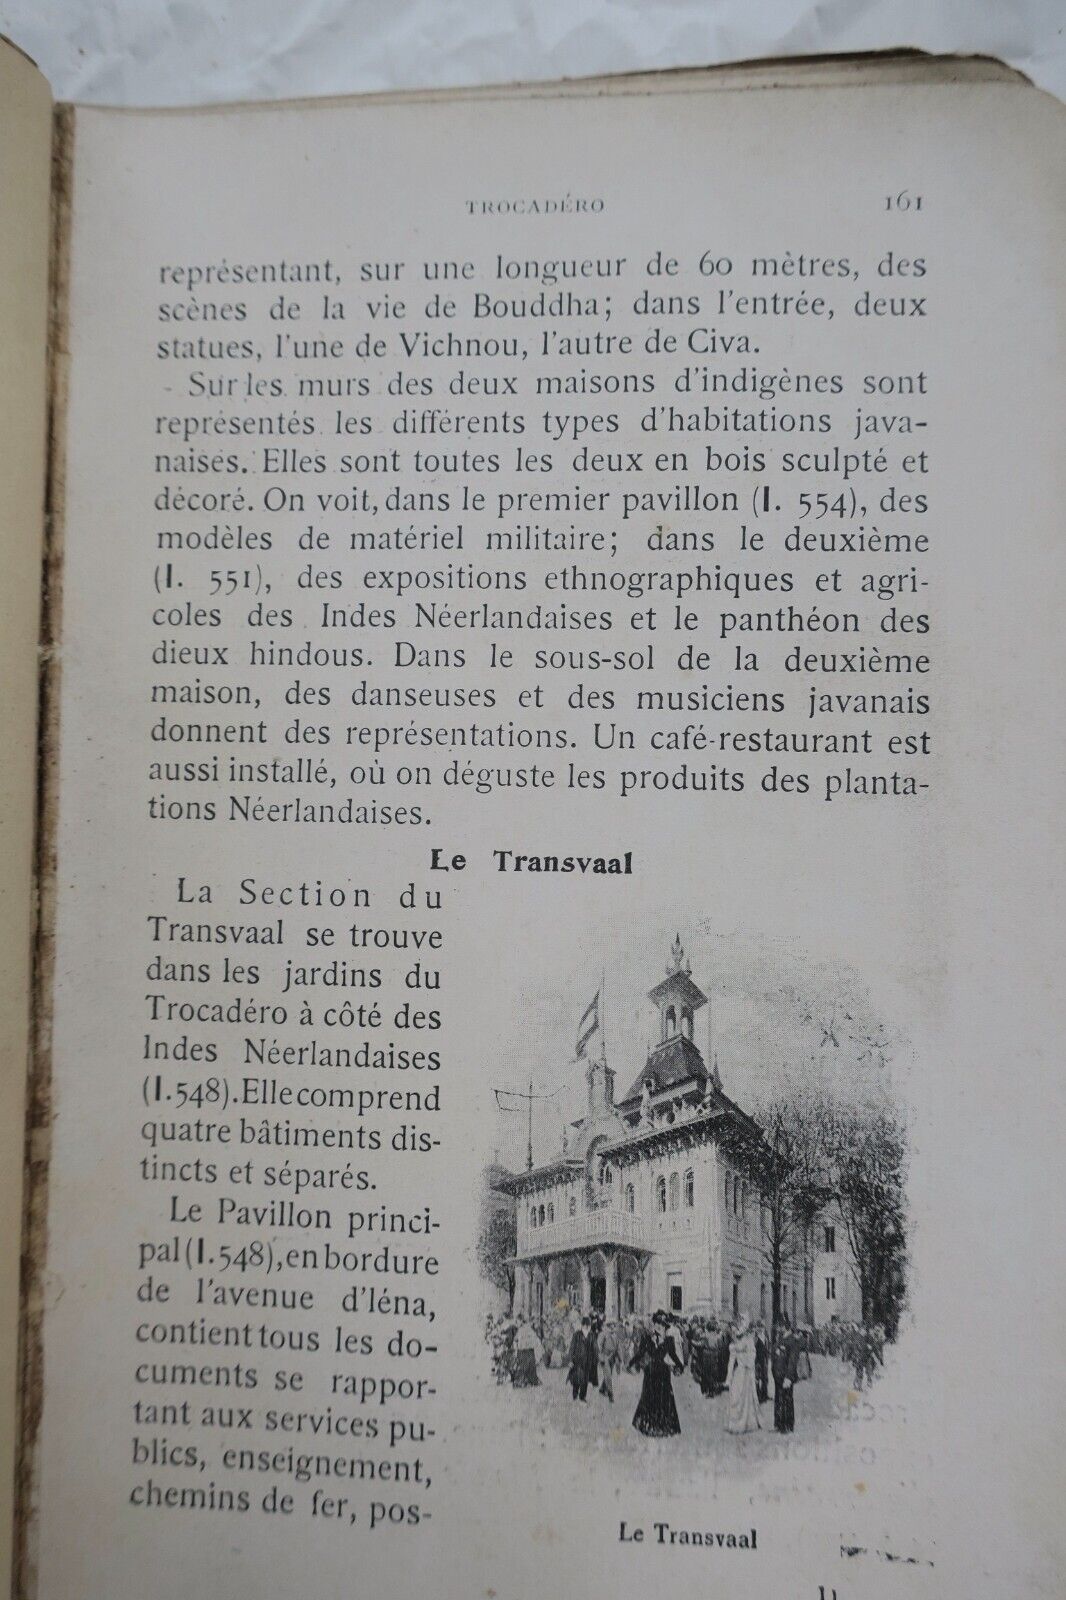 TROCADÉRO 161
représentant, sur une longueur de 60 mètres, des
scènes de la vie de Bouddha; dans l'entrée, deux
statues, l'une de Vichnou, l'autre de Civa.
Sur les murs des deux maisons d'indigènes sont
représentés les différents types d'habitations java-
naises. Elles sont toutes les deux en bois sculpté et
décoré. On voit, dans le premier pavillon (I. 554), des
modèles de matériel militaire; dans le deuxième
(I. 551), des expositions ethnographiques et agri-
coles des Indes Néerlandaises et le panthéon des
dieux hindous. Dans le sous-sol de la deuxième
maison, des danseuses et des musiciens javanais
donnent des représentations. Un café-restaurant est
aussi installé, où on déguste les produits des planta-
tions Néerlandaises.
Le Transvaal
La Section du
Transvaal se trouve
dans les jardins du
Trocadéro à côté des
Indes Néerlandaises
(I. 548). Elle comprend
quatre bâtiments dis-
tincts et séparés.
Le Pavillon princi-
pal (I. 548), en bordure
de l'avenue d'Iéna,
contient tous les do-
cuments se rappor-
tant aux services pu-
blics, enseignement,
chemins de fer, pos-
Le Transvaal